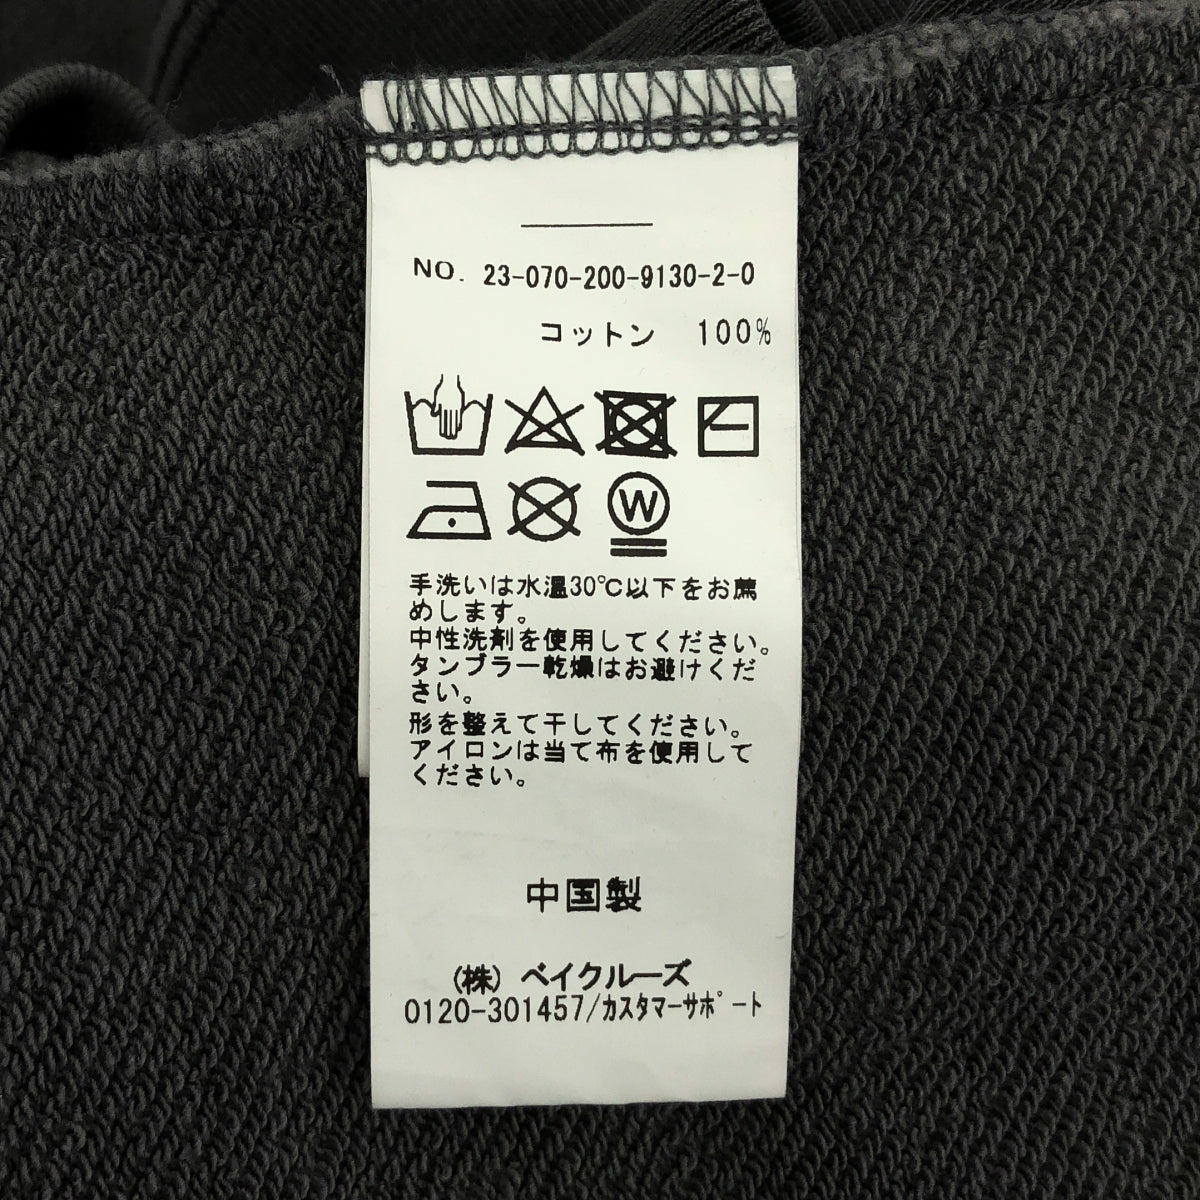 NO. 23-070-200-9130-2-0
コットン 100%
W
手洗いは水温30℃以下をお薦
めします。
中性洗剤を使用してください。
タンブラー乾燥はお避けくだ
さい。
形を整えて干してください。
アイロンは当て布を使用して
ください。
中国製
(株) ベイクルーズ
0120-301457/ｶｽﾀﾏｰｻﾎﾟｰﾄ